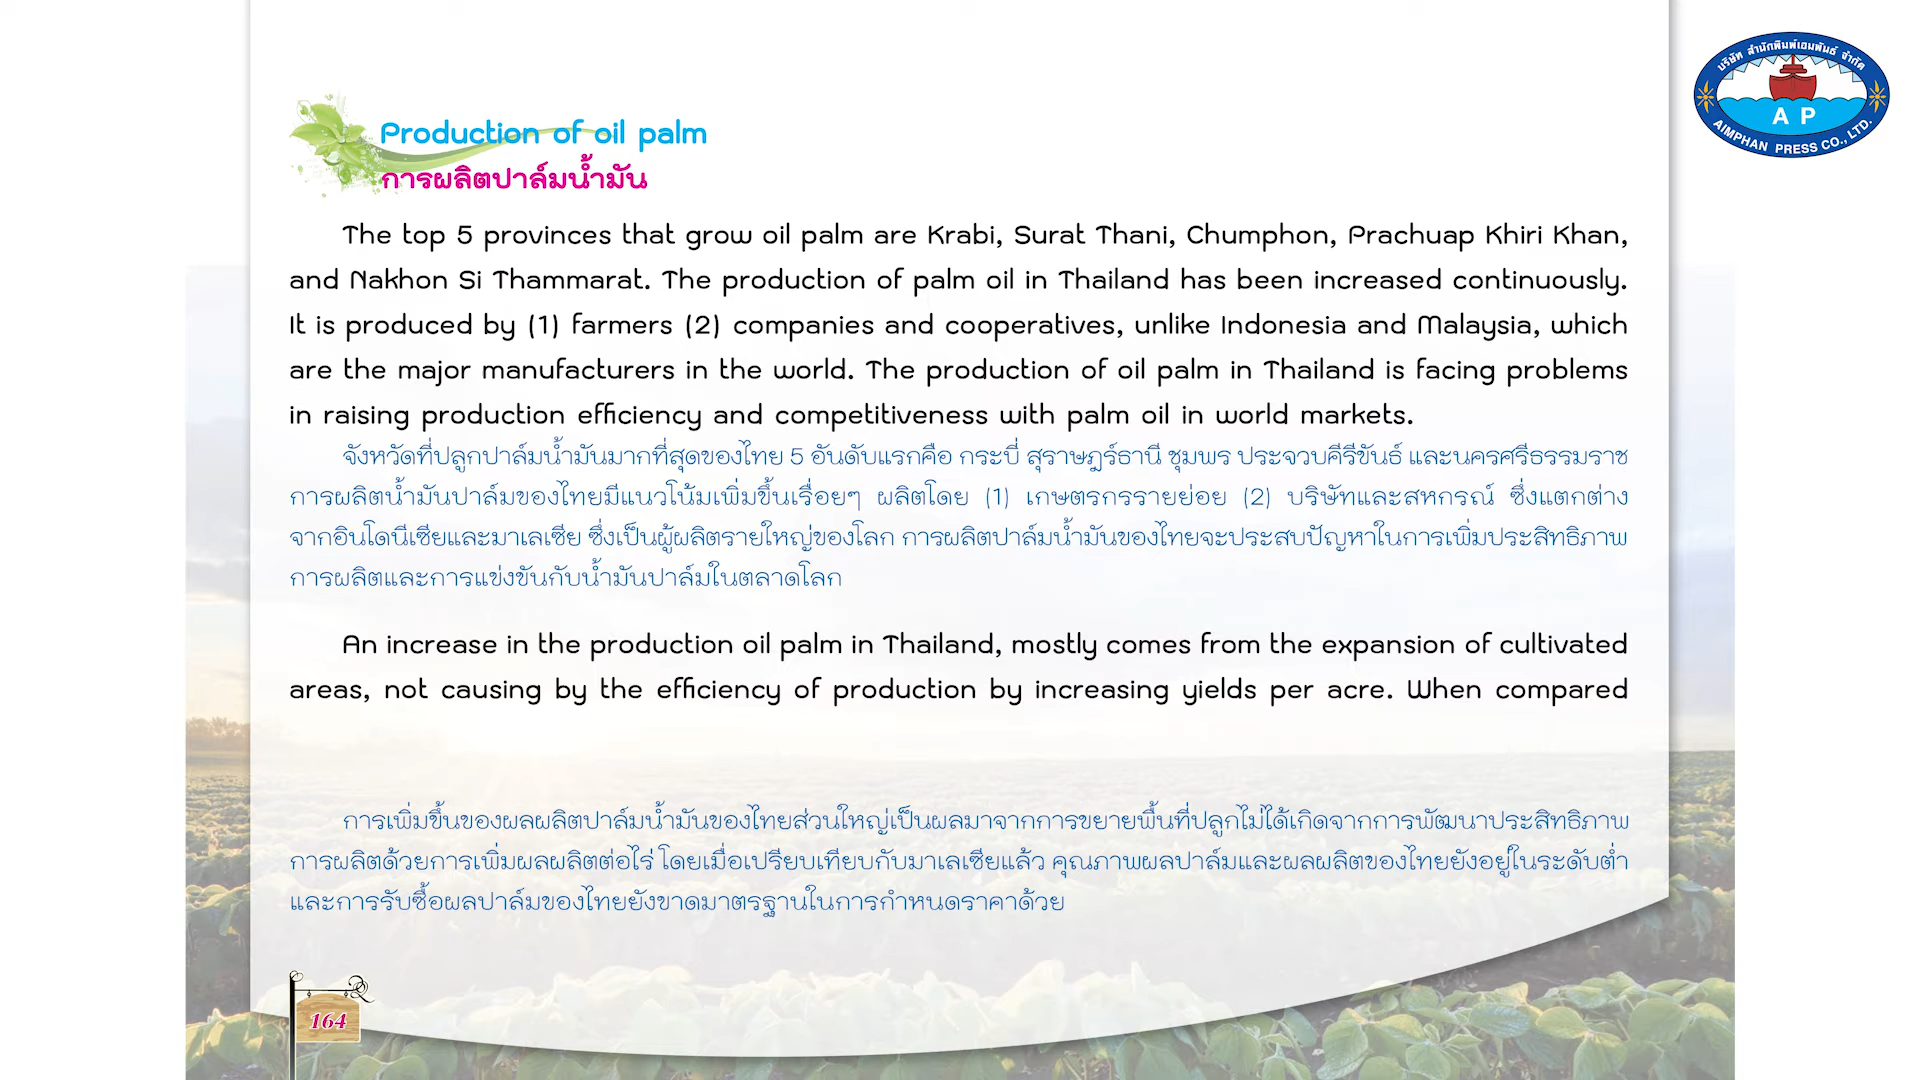 บริษัท สำนักพิมพ์เอมพันธ์ จำกัด
A P
AIMPHAN PRESS CO., LTD.
Production of oil palm
การผลิตปาล์มน้ำมัน
The top 5 provinces that grow oil palm are Krabi, Surat Thani, Chumphon, Prachuap Khiri Khan,
and Nakhon Si Thammarat. The production of palm oil in Thailand has been increased continuously.
It is produced by (1) farmers (2) companies and cooperatives, unlike Indonesia and Malaysia, which
are the major manufacturers in the world. The production of oil palm in Thailand is facing problems
in raising production efficiency and competitiveness with palm oil in world markets.
จังหวัดที่ปลูกปาล์มน้ำมันมากที่สุดของไทย 5 อันดับแรกคือ กระบี่ สุราษฎร์ธานี ชุมพร ประจวบคีรีขันธ์ และนครศรีธรรมราช
การผลิตน้ำมันปาล์มของไทยมีแนวโน้มเพิ่มขึ้นเรื่อยๆ ผลิตโดย (1) เกษตรกรรายย่อย (2) บริษัทและสหกรณ์ ซึ่งแตกต่าง
จากอินโดนีเซียและมาเลเซีย ซึ่งเป็นผู้ผลิตรายใหญ่ของโลก การผลิตปาล์มน้ำมันของไทยจะประสบปัญหาในการเพิ่มประสิทธิภาพ
การผลิตและการแข่งขันกับน้ำมันปาล์มในตลาดโลก
An increase in the production oil palm in Thailand, mostly comes from the expansion of cultivated
areas, not causing by the efficiency of production by increasing yields per acre. When compared
การเพิ่มขึ้นของผลผลิตปาล์มน้ำมันของไทยส่วนใหญ่เป็นผลมาจากการขยายพื้นที่ปลูกไม่ได้เกิดจากการพัฒนาประสิทธิภาพ
การผลิตด้วยการเพิ่มผลผลิตต่อไร่ โดยเมื่อเปรียบเทียบกับมาเลเซียแล้ว คุณภาพผลปาล์มและผลผลิตของไทยยังอยู่ในระดับต่ำ
และการรับซื้อผลปาล์มของไทยยังขาดมาตรฐานในการกำหนดราคาด้วย
164